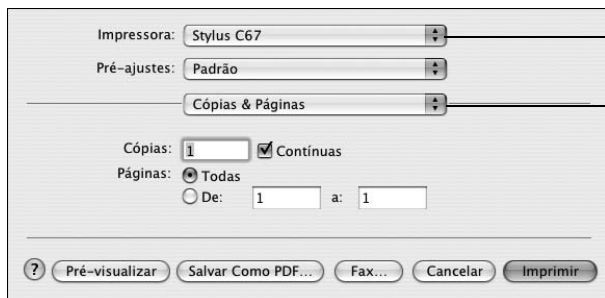 Impressora: Stylus C67
Pré-ajustes: Padrão
Cópias & Páginas
Cópias: 1 Contínuas
Páginas: Todas
De: 1 a: 1
? Pré-visualizar Salvar Como PDF... Fax... Cancelar Imprimir